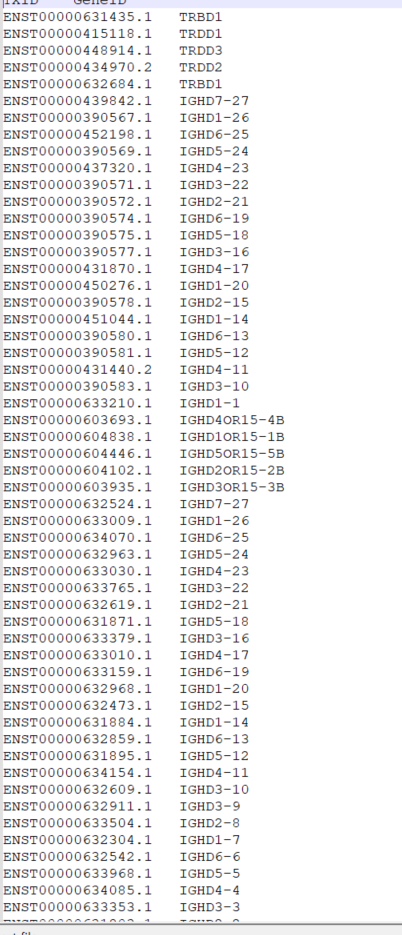 TXID GeneID
ENST00000631435.1 TRBD1
ENST00000415118.1 TRDD1
ENST00000448914.1 TRDD3
ENST00000434970.2 TRDD2
ENST00000632684.1 TRBD1
ENST00000439842.1 IGHD7-27
ENST00000390567.1 IGHD1-26
ENST00000452198.1 IGHD6-25
ENST00000390569.1 IGHD5-24
ENST00000437320.1 IGHD4-23
ENST00000390571.1 IGHD3-22
ENST00000390572.1 IGHD2-21
ENST00000390574.1 IGHD6-19
ENST00000390575.1 IGHD5-18
ENST00000390577.1 IGHD3-16
ENST00000431870.1 IGHD4-17
ENST00000450276.1 IGHD1-20
ENST00000390578.1 IGHD2-15
ENST00000451044.1 IGHD1-14
ENST00000390580.1 IGHD6-13
ENST00000390581.1 IGHD5-12
ENST00000431440.2 IGHD4-11
ENST00000390583.1 IGHD3-10
ENST00000633210.1 IGHD1-1
ENST00000603693.1 IGHD4OR15-4B
ENST00000604838.1 IGHD1OR15-1B
ENST00000604446.1 IGHD5OR15-5B
ENST00000604102.1 IGHD2OR15-2B
ENST00000603935.1 IGHD3OR15-3B
ENST00000632524.1 IGHD7-27
ENST00000633009.1 IGHD1-26
ENST00000634070.1 IGHD6-25
ENST00000632963.1 IGHD5-24
ENST00000633030.1 IGHD4-23
ENST00000633765.1 IGHD3-22
ENST00000632619.1 IGHD2-21
ENST00000631871.1 IGHD5-18
ENST00000633379.1 IGHD3-16
ENST00000633010.1 IGHD4-17
ENST00000633159.1 IGHD6-19
ENST00000632968.1 IGHD1-20
ENST00000632473.1 IGHD2-15
ENST00000631884.1 IGHD1-14
ENST00000632859.1 IGHD6-13
ENST00000631895.1 IGHD5-12
ENST00000634154.1 IGHD4-11
ENST00000632609.1 IGHD3-10
ENST00000632911.1 IGHD3-9
ENST00000633504.1 IGHD2-8
ENST00000632304.1 IGHD1-7
ENST00000632542.1 IGHD6-6
ENST00000633968.1 IGHD5-5
ENST00000634085.1 IGHD4-4
ENST00000633353.1 IGHD3-3